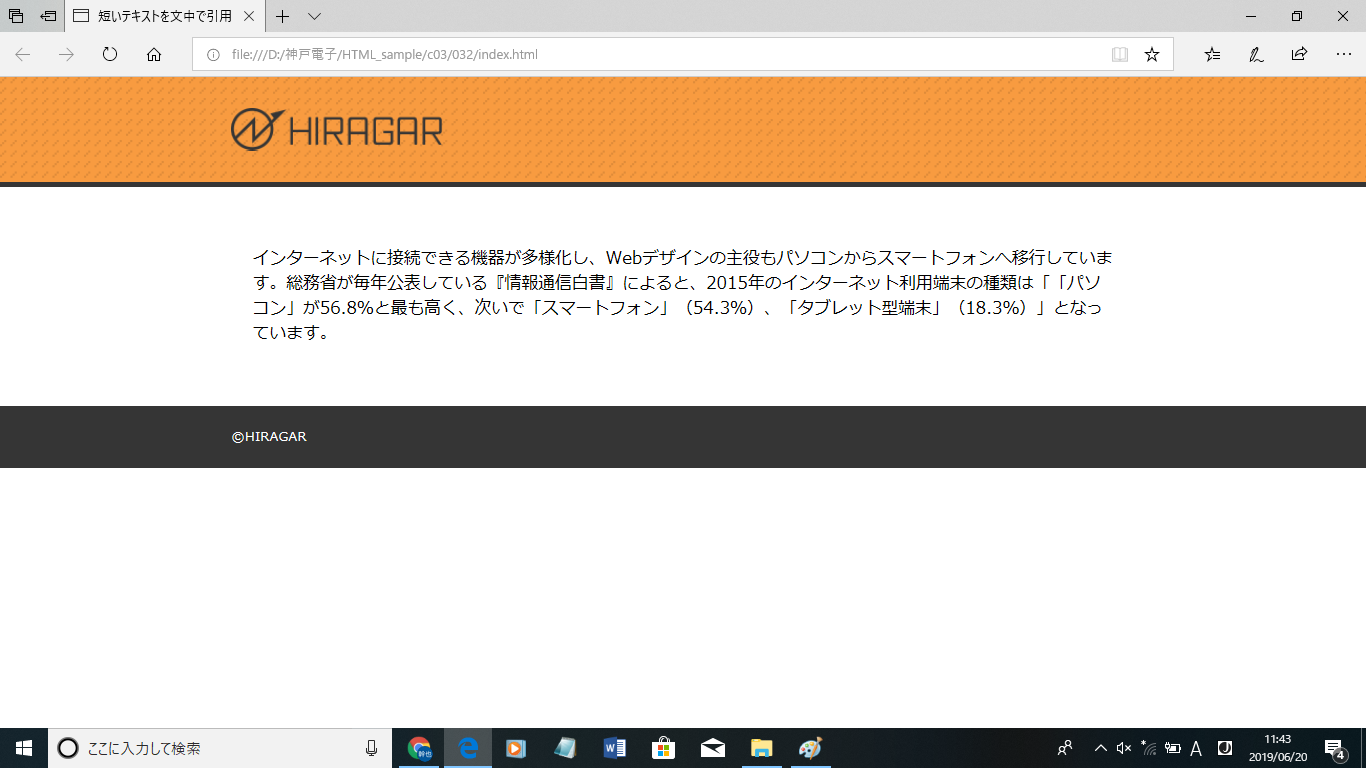 短いテキストを文中で引用
file:///D:/神戸電子/HTML_sample/c03/032/index.html
HIRAGAR
インターネットに接続できる機器が多様化し、Webデザインの主役もパソコンからスマートフォンへ移行していま
す。総務省が毎年公表している『情報通信白書』によると、2015年のインターネット利用端末の種類は「「パソ
コン」が56.8%と最も高く、次いで「スマートフォン」（54.3%）、「タブレット型端末」（18.3%）」となっ
ています。
©HIRAGAR
ここに入力して検索
A
11:43
2019/06/20
4